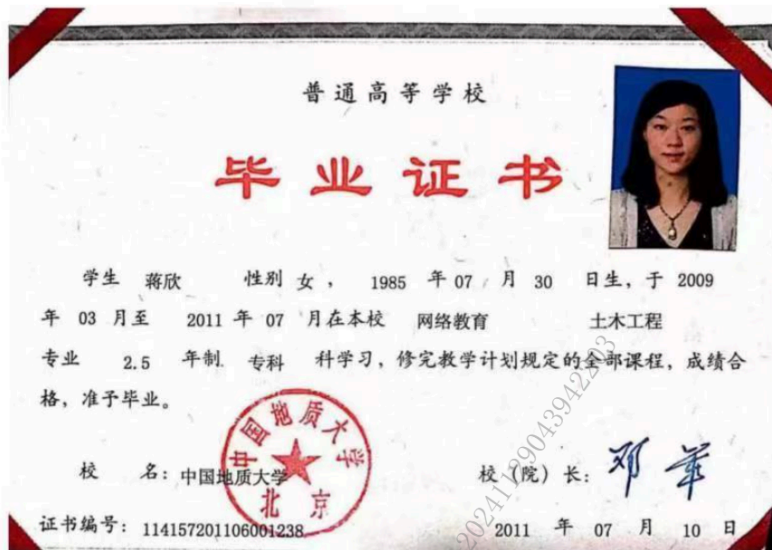 普通高等学校
毕业证书
学生 蒋欣 性别 女， 1985 年 07 月 30 日生，于 2009
年 03 月至 2011 年 07 月在本校 网络教育 土木工程
专业 2.5 年制 专科 科学习，修完教学计划规定的全部课程，成绩合
格，准予毕业。
中国地质大学
北京
校 名：中国地质大学 校（院）长：邓军
证书编号：114157201106001238 2011 年 07 月 10 日